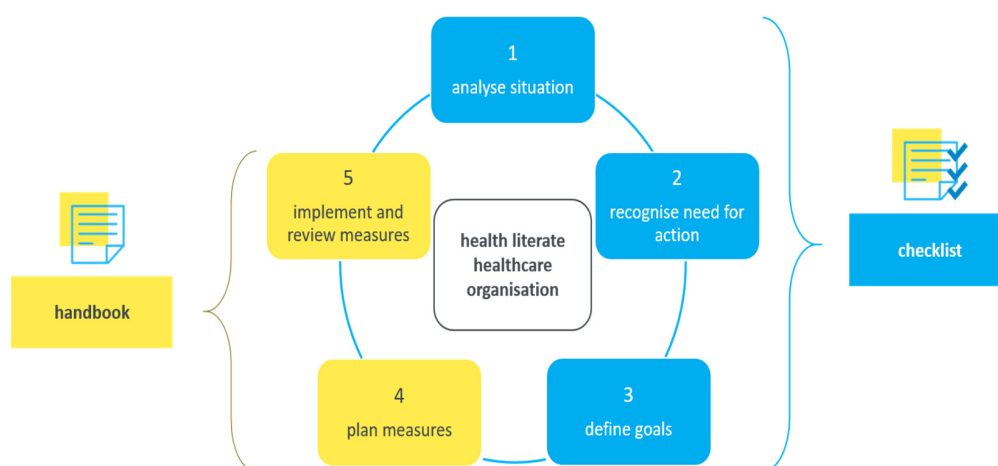 1
analyse situation
2
recognise need for
action
3
define goals
4
plan measures
5
implement and
review measures
health literate
healthcare
organisation
handbook
checklist